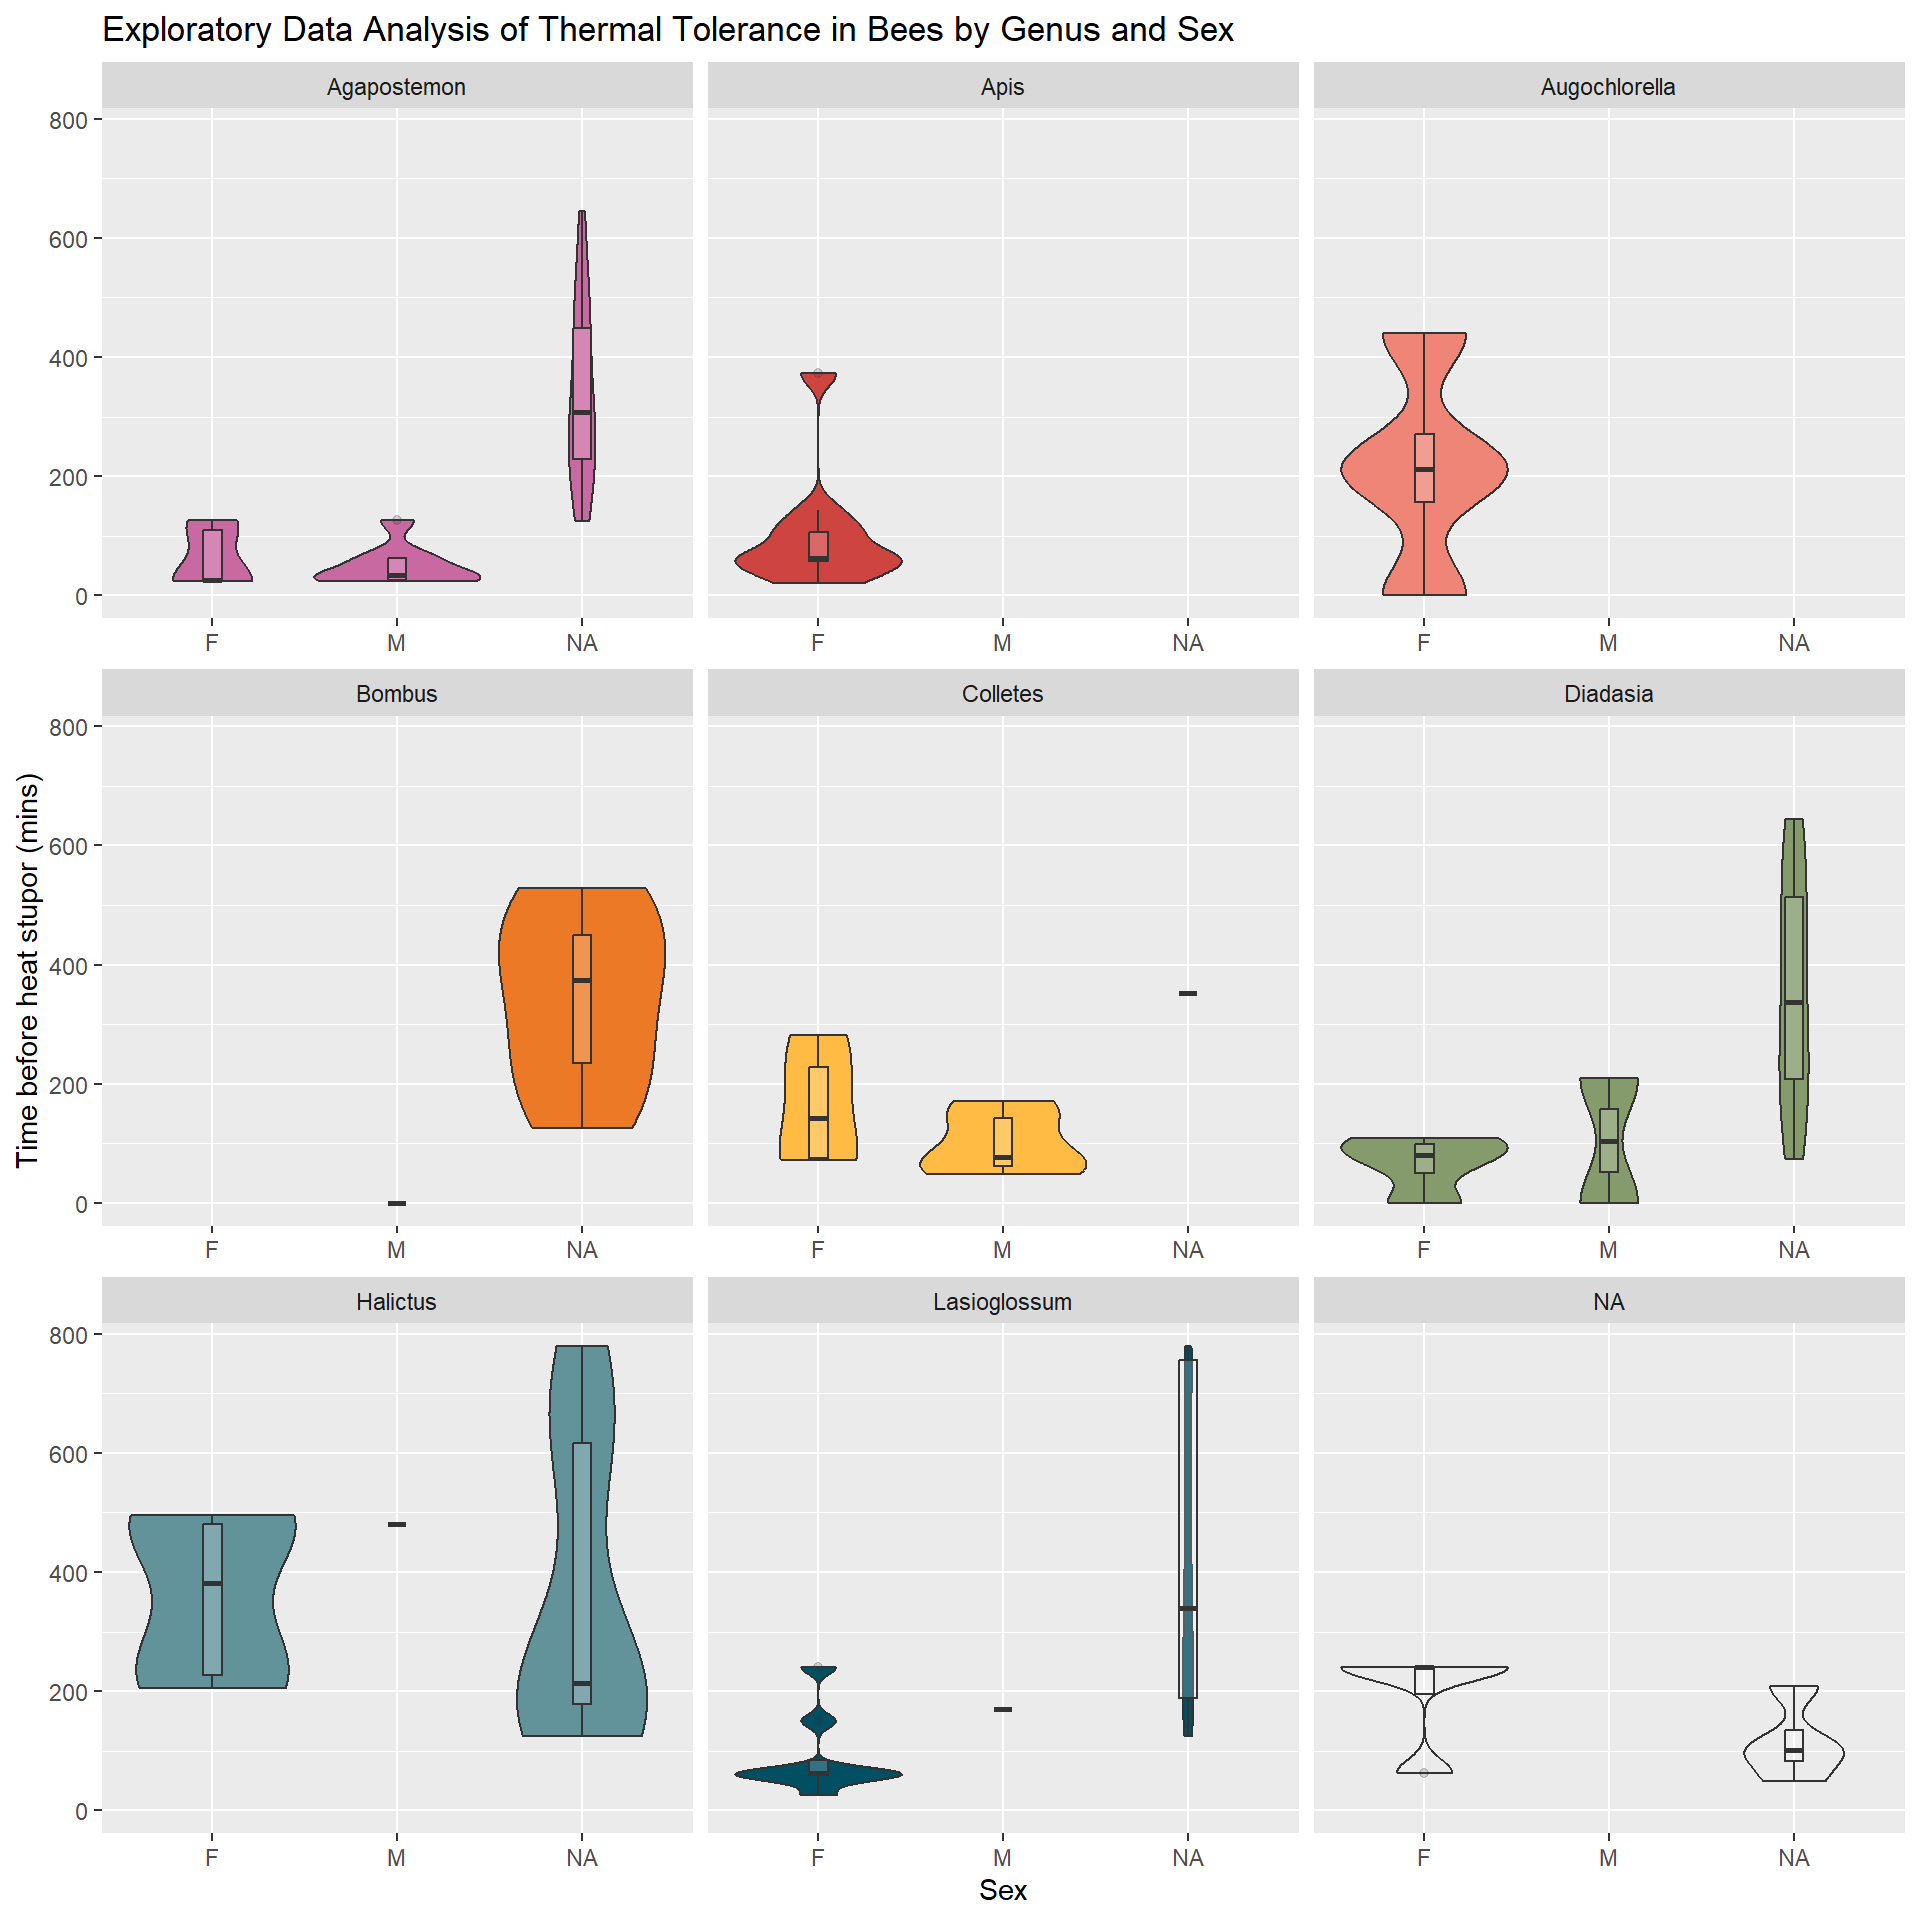 Exploratory Data Analysis of Thermal Tolerance in Bees by Genus and Sex
Agapostemon Apis Augochlorella
800
600
400
200
0
F M NA F M NA F M NA
Bombus Colletes Diadasia
Time before heat stupor (mins)
800
600
400
200
0
F M NA F M NA F M NA
Halictus Lasioglossum NA
800
600
400
200
0
F M NA F M NA F M NA
Sex